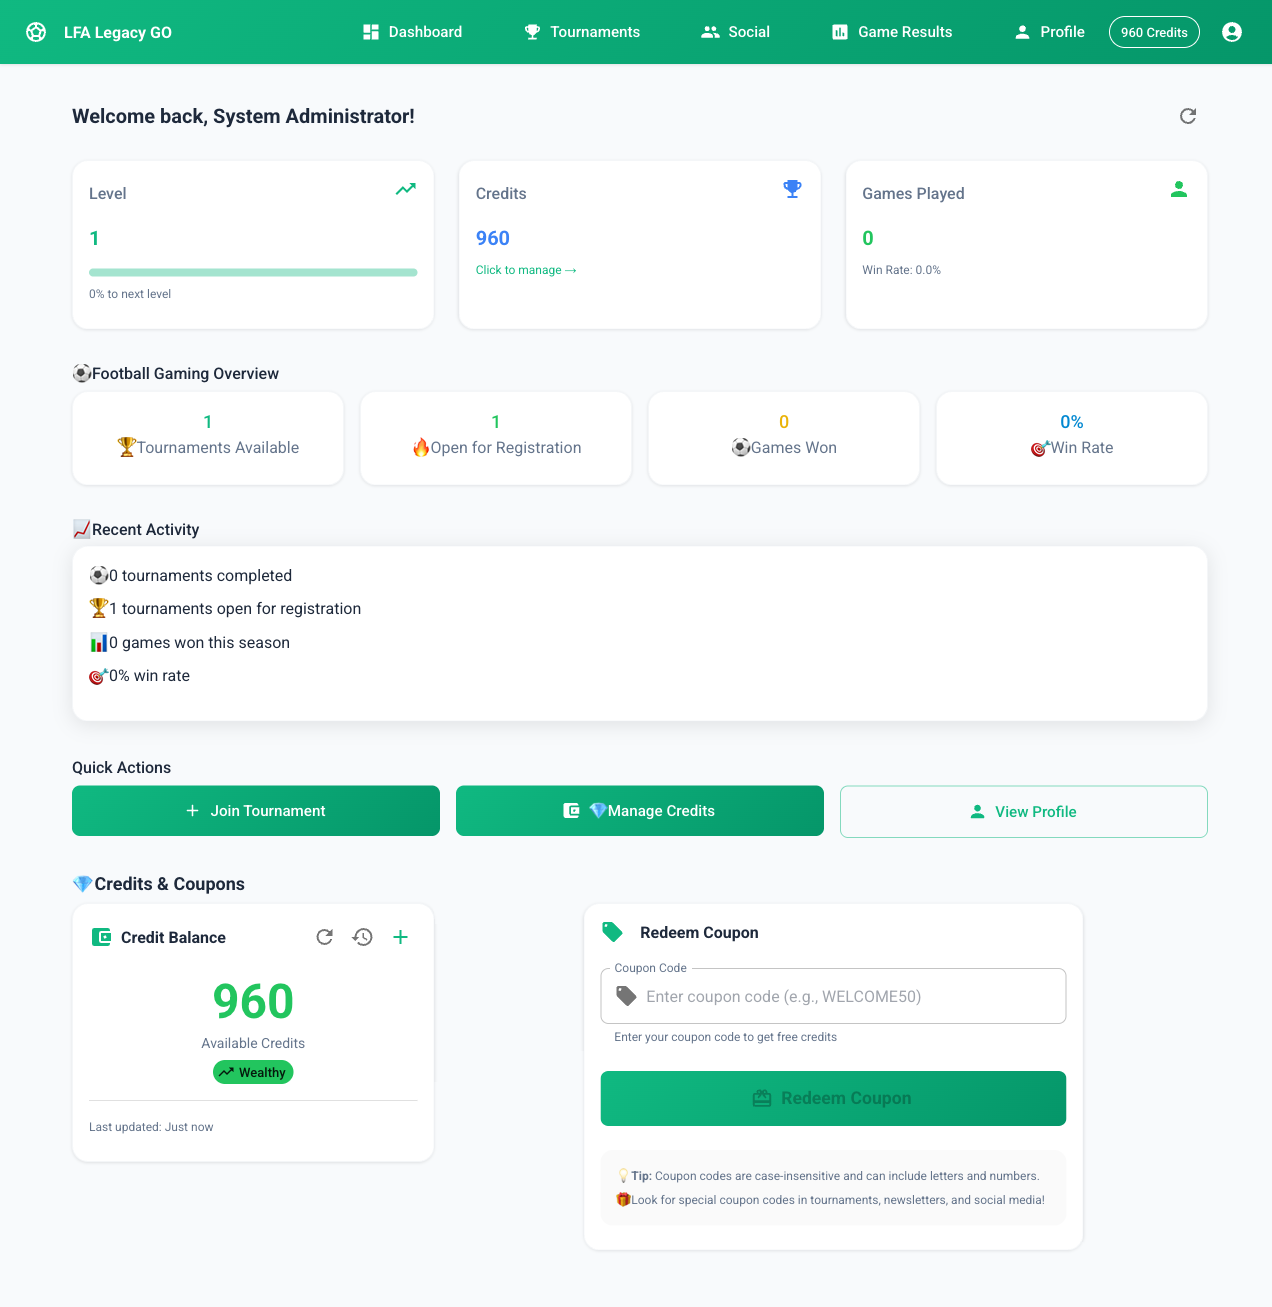 LFA Legacy GO
Dashboard
Tournaments
Social
Game Results
Profile
960 Credits
Welcome back, System Administrator!
Level
1
0% to next level
Credits
960
Click to manage →
Games Played
0
Win Rate: 0.0%
⚽Football Gaming Overview
1
🏆Tournaments Available
1
🔥Open for Registration
0
⚽Games Won
0%
🎯Win Rate
📈Recent Activity
⚽0 tournaments completed
🏆1 tournaments open for registration
📊0 games won this season
🎯0% win rate
Quick Actions
Join Tournament
💎Manage Credits
View Profile
💎Credits & Coupons
Credit Balance
960
Available Credits
Wealthy
Last updated: Just now
Redeem Coupon
Coupon Code
Enter coupon code (e.g., WELCOME50)
Enter your coupon code to get free credits
Redeem Coupon
💡Tip: Coupon codes are case-insensitive and can include letters and numbers.
🎁Look for special coupon codes in tournaments, newsletters, and social media!